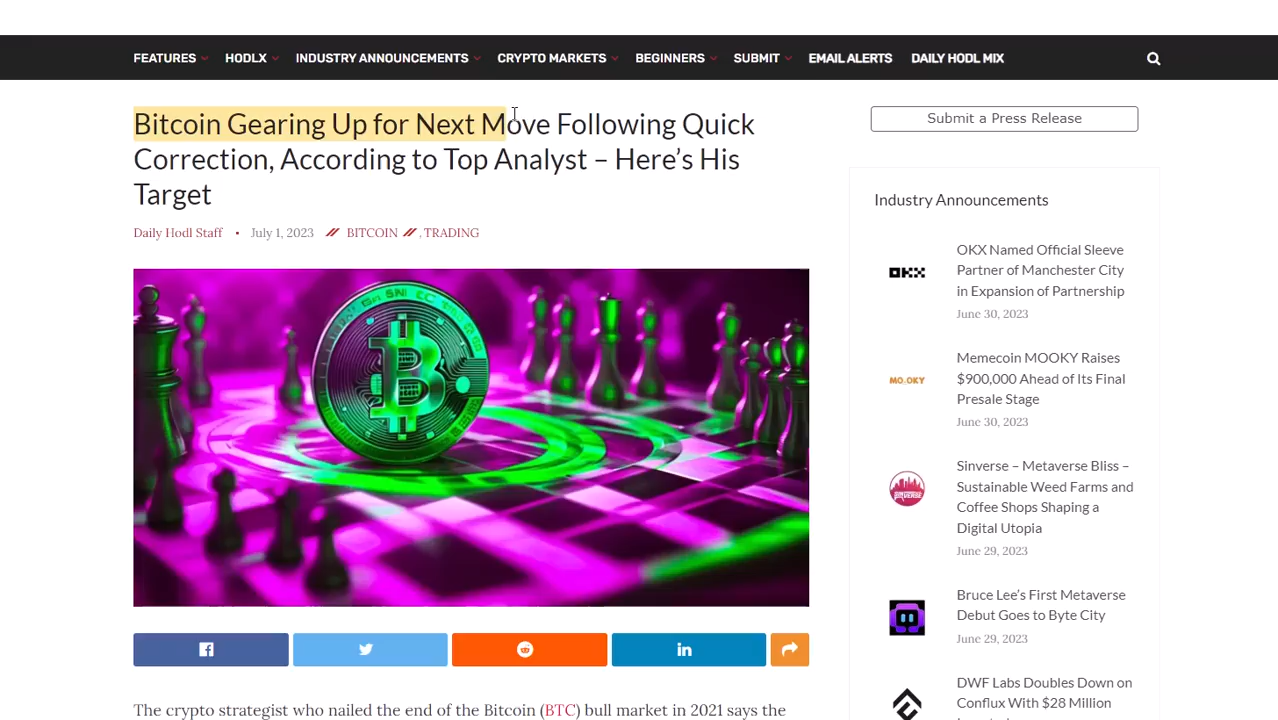 FEATURES HODLX INDUSTRY ANNOUNCEMENTS CRYPTO MARKETS BEGINNERS SUBMIT EMAIL ALERTS DAILY HODL MIX
Bitcoin Gearing Up for Next Move Following Quick
Correction, According to Top Analyst – Here's His
Target
Daily Hodl Staff • July 1, 2023 // BITCOIN // , TRADING
The crypto strategist who nailed the end of the Bitcoin (BTC) bull market in 2021 says the
Submit a Press Release
Industry Announcements
OKX
OKX Named Official Sleeve
Partner of Manchester City
in Expansion of Partnership
June 30, 2023
MOOKY
Memecoin MOOKY Raises
$900,000 Ahead of Its Final
Presale Stage
June 30, 2023
Sinverse – Metaverse Bliss –
Sustainable Weed Farms and
Coffee Shops Shaping a
Digital Utopia
June 29, 2023
Bruce Lee's First Metaverse
Debut Goes to Byte City
June 29, 2023
DWF Labs Doubles Down on
Conflux With $28 Million